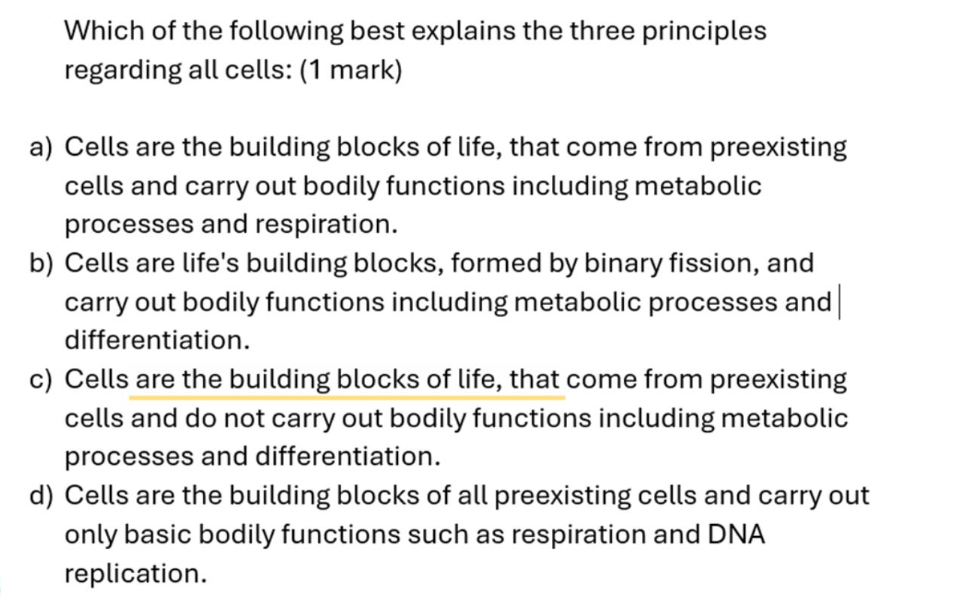 Which of the following best explains the three principles
regarding all cells: (1 mark)
a) Cells are the building blocks of life, that come from preexisting
cells and carry out bodily functions including metabolic
processes and respiration.
b) Cells are life's building blocks, formed by binary fission, and
carry out bodily functions including metabolic processes and
differentiation.
c) Cells are the building blocks of life, that come from preexisting
cells and do not carry out bodily functions including metabolic
processes and differentiation.
d) Cells are the building blocks of all preexisting cells and carry out
only basic bodily functions such as respiration and DNA
replication.